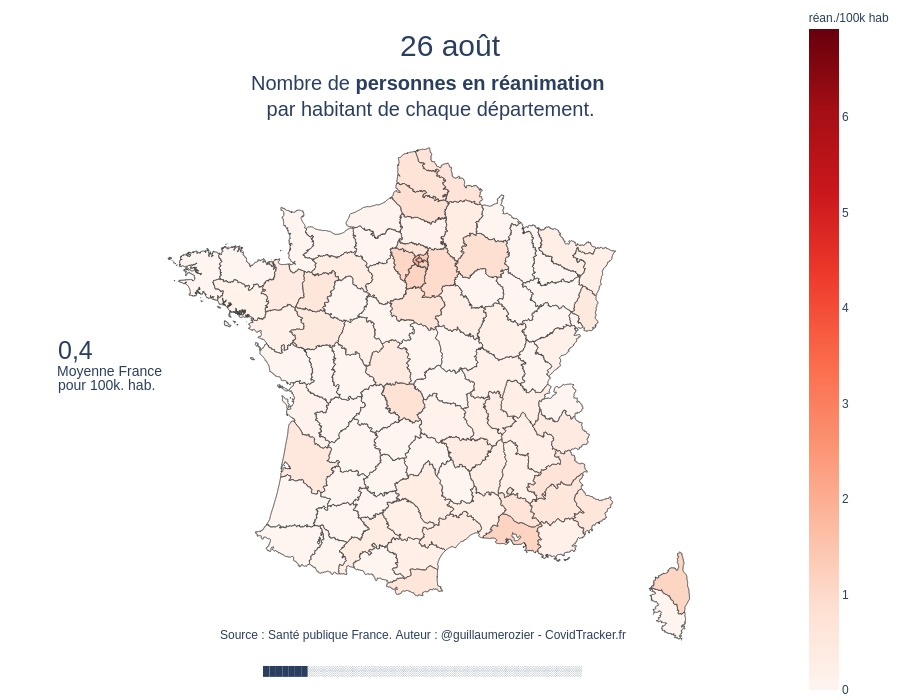 réan./100k hab
26 août
Nombre de personnes en réanimation
par habitant de chaque département.
6
5
4
3
2
1
0
0,4
Moyenne France
pour 100k. hab.
Source : Santé publique France. Auteur : @guillaumerozier - CovidTracker.fr